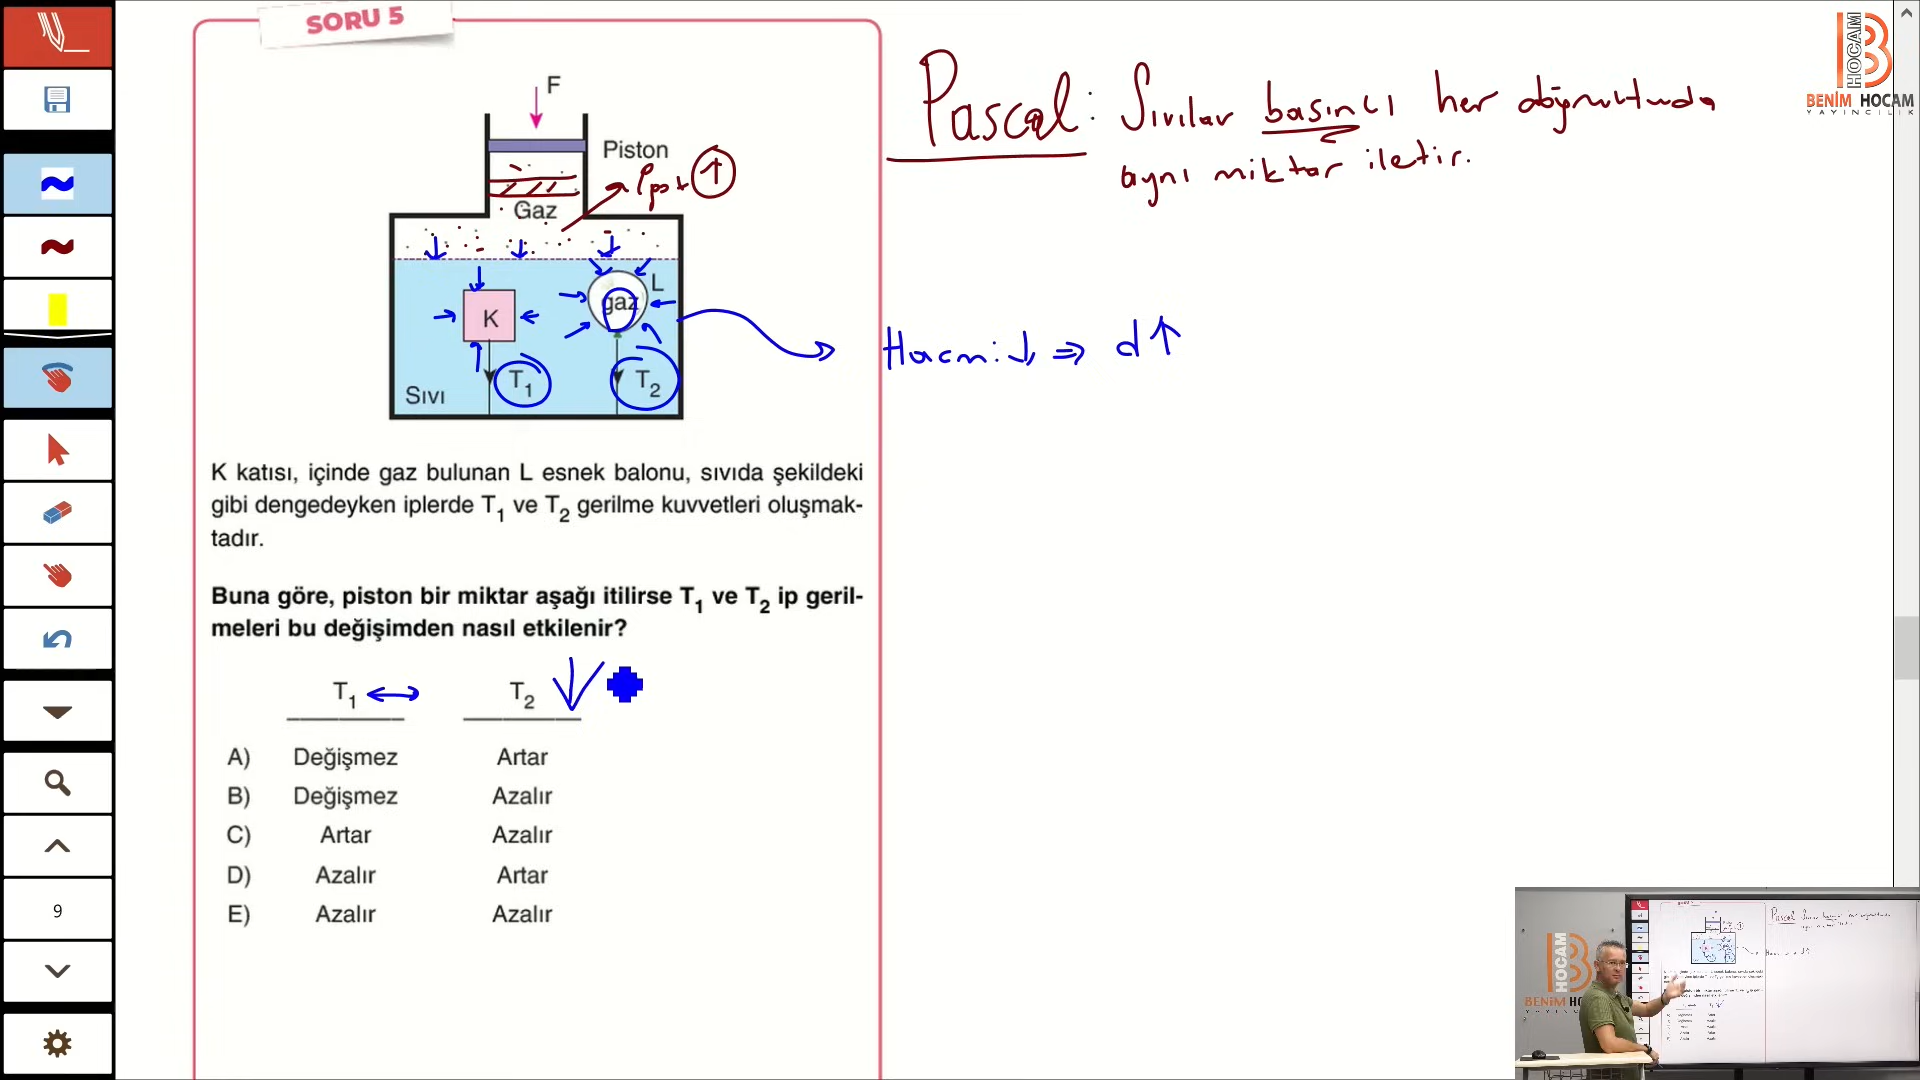 SORU 5
F
Piston
Gaz
gaz
L
K
T1
T2
Sıvı
K katısı, içinde gaz bulunan L esnek balonu, sıvıda şekildeki
gibi dengedeyken iplerde T1 ve T2 gerilme kuvvetleri oluşmak-
tadır.
Buna göre, piston bir miktar aşağı itilirse T1 ve T2 ip geril-
meleri bu değişimden nasıl etkilenir?
T1 ↔ T2 ↓
A) Değişmez Artar
B) Değişmez Azalır
C) Artar Azalır
D) Azalır Artar
E) Azalır Azalır
Pascal: Sıvılar basıncı her doğrultuda
aynı miktar iletir.
Hacmi ↓ ⇒ d↑
9
BENİM HOCAM
YAYINCILIK